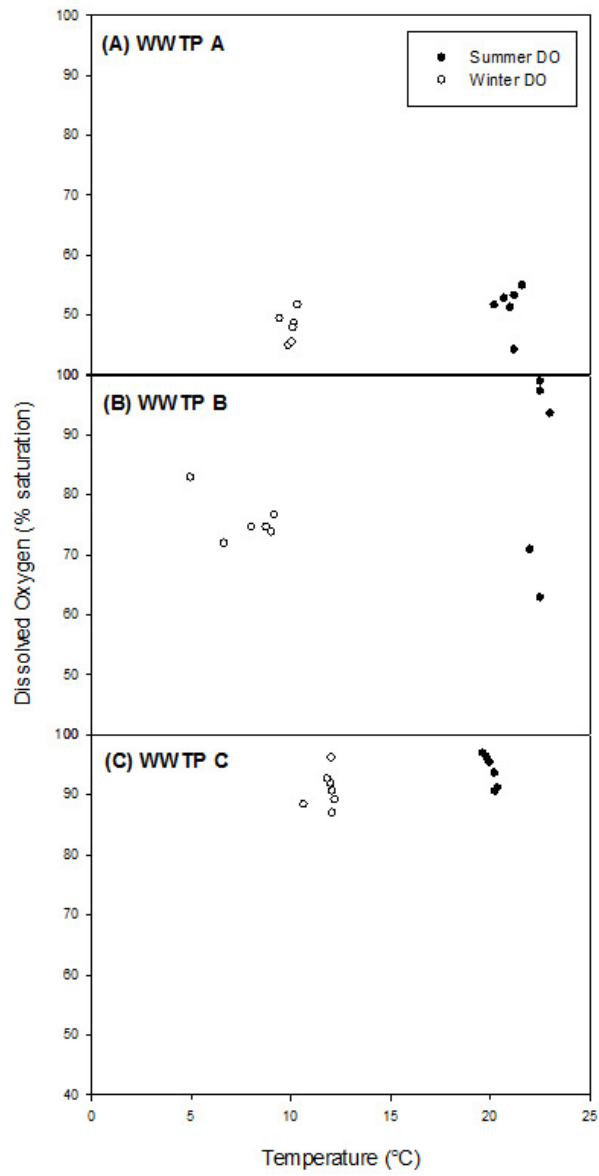 100
(A) WWTP A
Summer DO
Winter DO
90
80
70
60
50
100
(B) WWTP B
90
80
70
60
50
100
(C) WWTP C
90
80
70
60
50
40
0 5 10 15 20 25
Dissolved Oxygen (% saturation)
Temperature (°C)